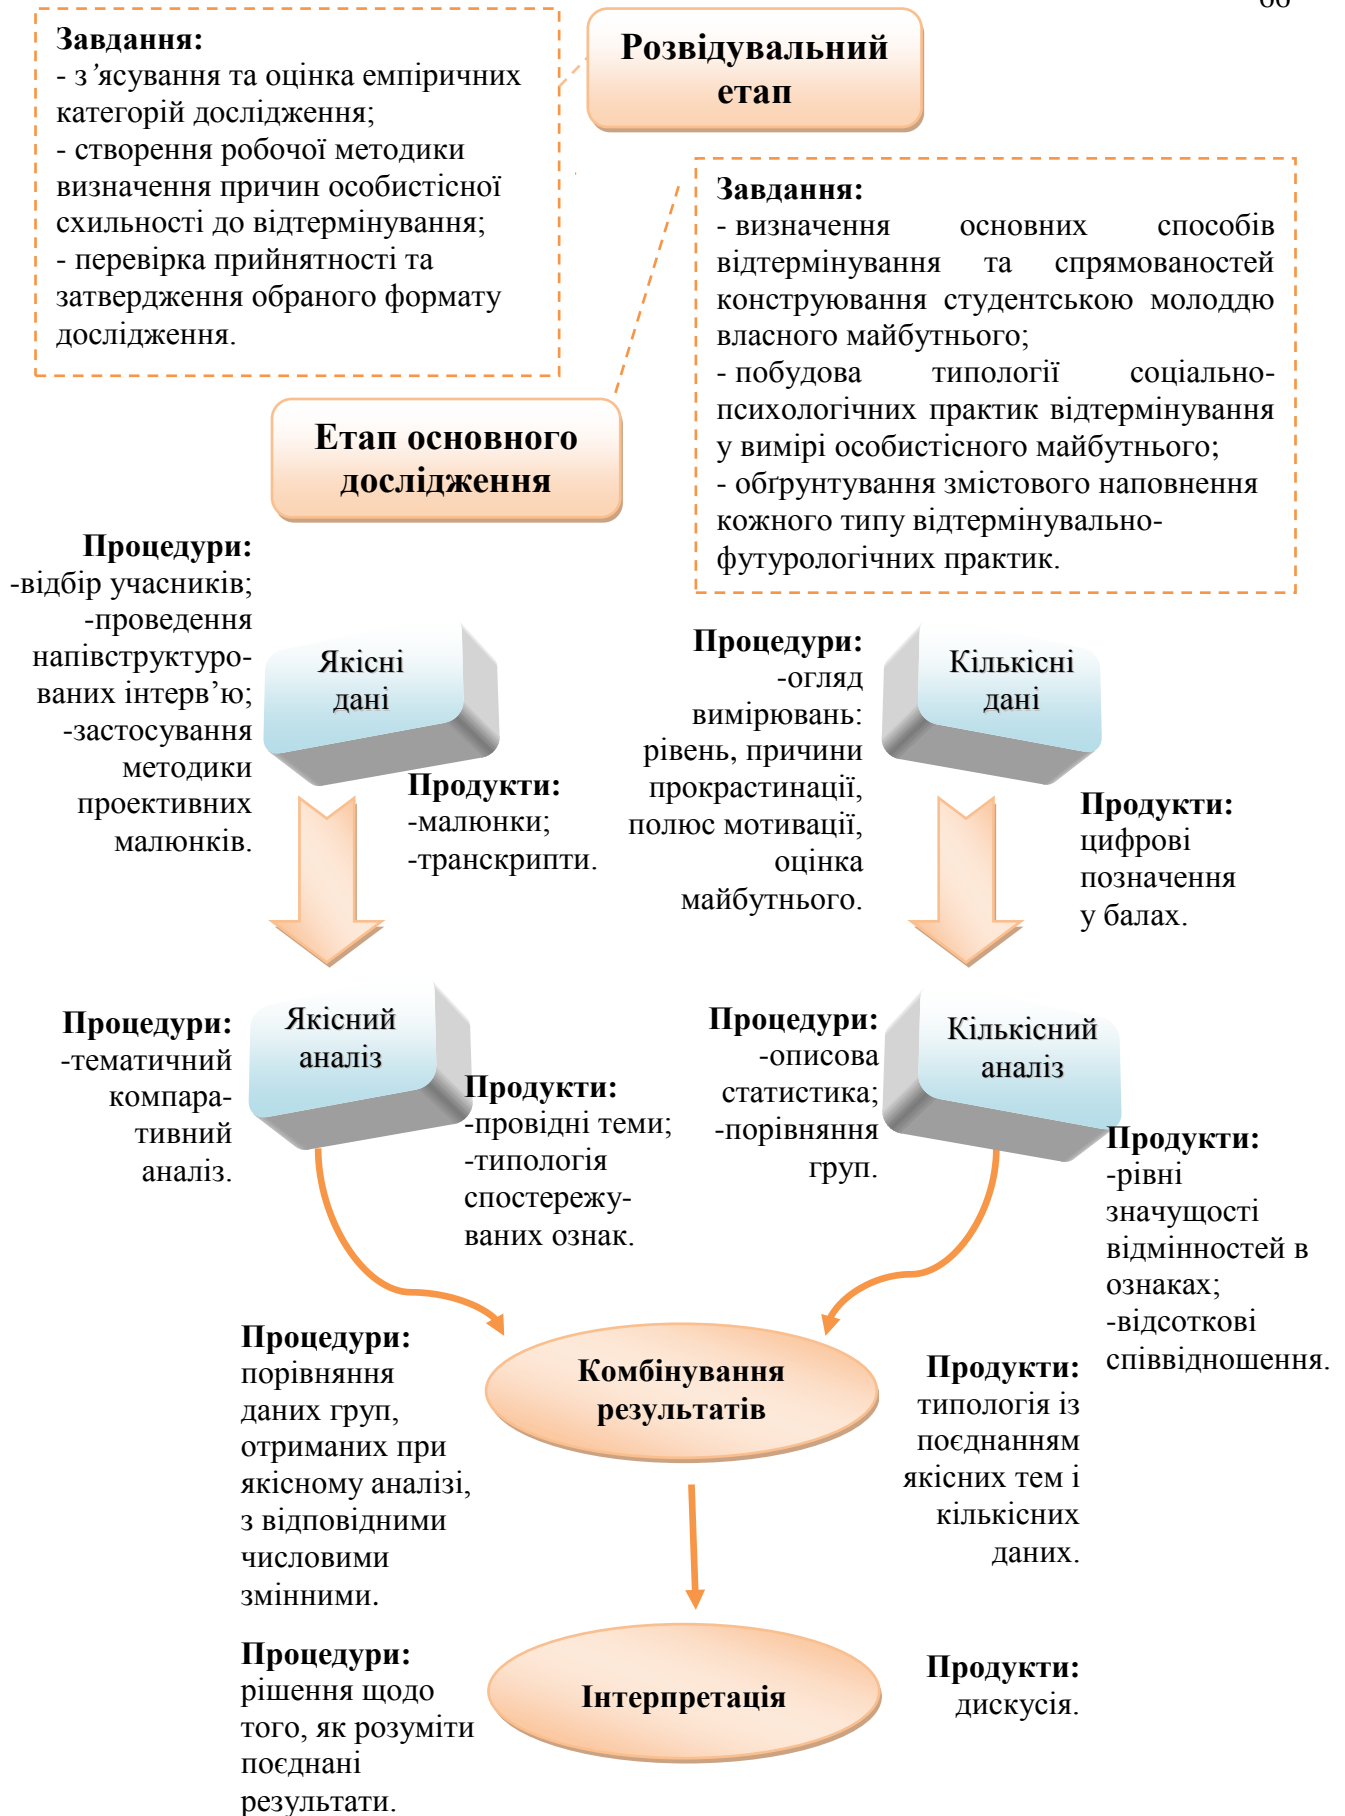 Завдання:
- з’ясування та оцінка емпіричних
категорій дослідження;
- створення робочої методики
визначення причин особистісної
схильності до відтермінування;
- перевірка прийнятності та
затвердження обраного формату
дослідження.
Розвідувальний
етап
Завдання:
- визначення основних способів
відтермінування та спрямованостей
конструювання студентською молоддю
власного майбутнього;
- побудова типології соціально-
психологічних практик відтермінування
у вимірі особистісного майбутнього;
- обґрунтування змістового наповнення
кожного типу відтермінувально-
футурологічних практик.
Етап основного
дослідження
Процедури:
-відбір учасників;
-проведення
напівструктуро-
ваних інтерв’ю;
-застосування
методики
проективних
малюнків.
Якісні
дані
Продукти:
-малюнки;
-транскрипти.
Процедури:
-огляд
вимірювань:
рівень, причини
прокрастинації,
полюс мотивації,
оцінка
майбутнього.
Кількісні
дані
Продукти:
цифрові
позначення
у балах.
Процедури:
-тематичний
компара-
тивний
аналіз.
Якісний
аналіз
Продукти:
-провідні теми;
-типологія
спостережу-
ваних ознак.
Процедури:
-описова
статистика;
-порівняння
груп.
Кількісний
аналіз
Продукти:
-рівні
значущості
відмінностей в
ознаках;
-відсоткові
співвідношення.
Процедури:
порівняння
даних груп,
отриманих при
якісному аналізі,
з відповідними
числовими
змінними.
Комбінування
результатів
Продукти:
типологія із
поєднанням
якісних тем і
кількісних
даних.
Процедури:
рішення щодо
того, як розуміти
поєднані
результати.
Інтерпретація
Продукти:
дискусія.